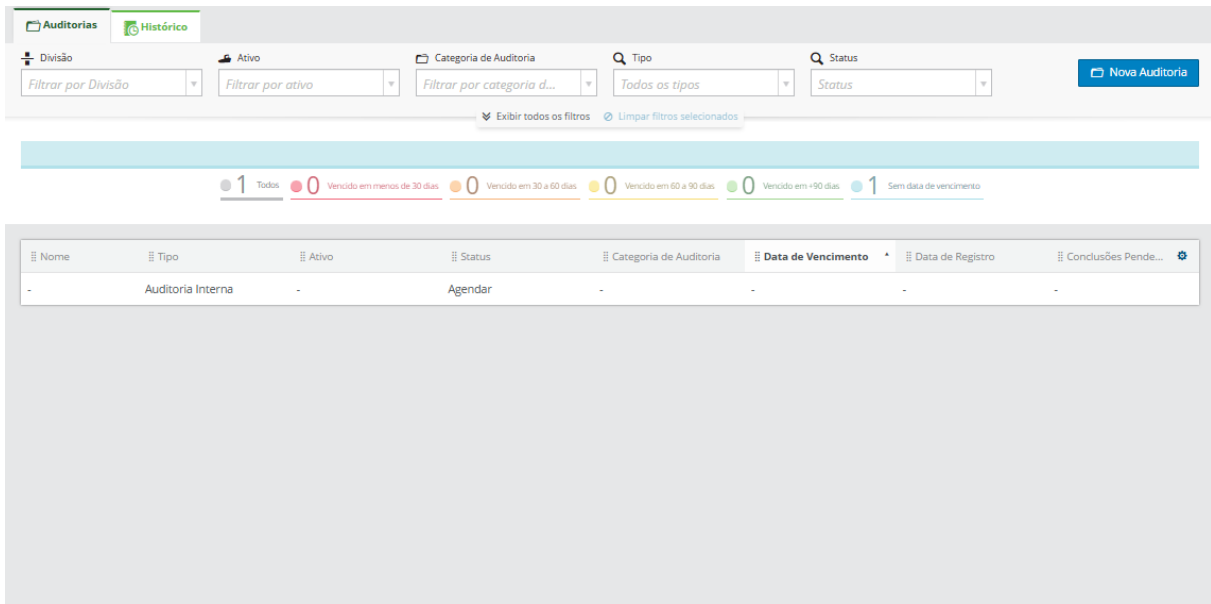 Auditorias Histórico
Divisão Ativo Categoria de Auditoria Tipo Status
Filtrar por Divisão Filtrar por ativo Filtrar por categoria d... Todos os tipos Status Nova Auditoria
Exibir todos os filtros Limpar filtros selecionados
1 Todos 0 Vencido em menos de 30 dias 0 Vencido em 30 a 60 dias 0 Vencido em 60 a 90 dias 0 Vencido em +90 dias 1 Sem data de vencimento
Nome Tipo Ativo Status Categoria de Auditoria Data de Vencimento Data de Registro Conclusões Pende...
- Auditoria Interna - Agendar - - - -